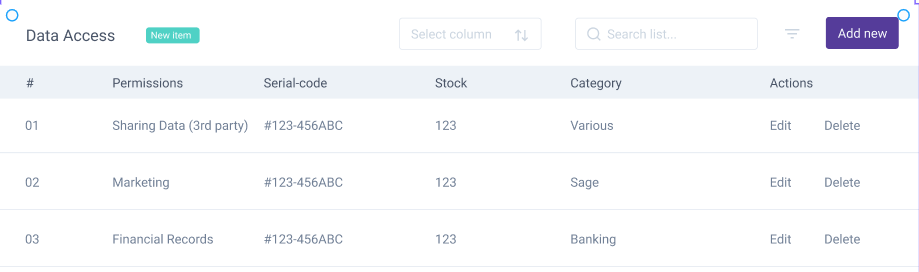 Data Access New Item Select column Search list... Add new
# Permissions Serial-code Stock Category Actions
01 Sharing Data (3rd party) #123-456ABC 123 Various Edit Delete
02 Marketing #123-456ABC 123 Sage Edit Delete
03 Financial Records #123-456ABC 123 Banking Edit Delete